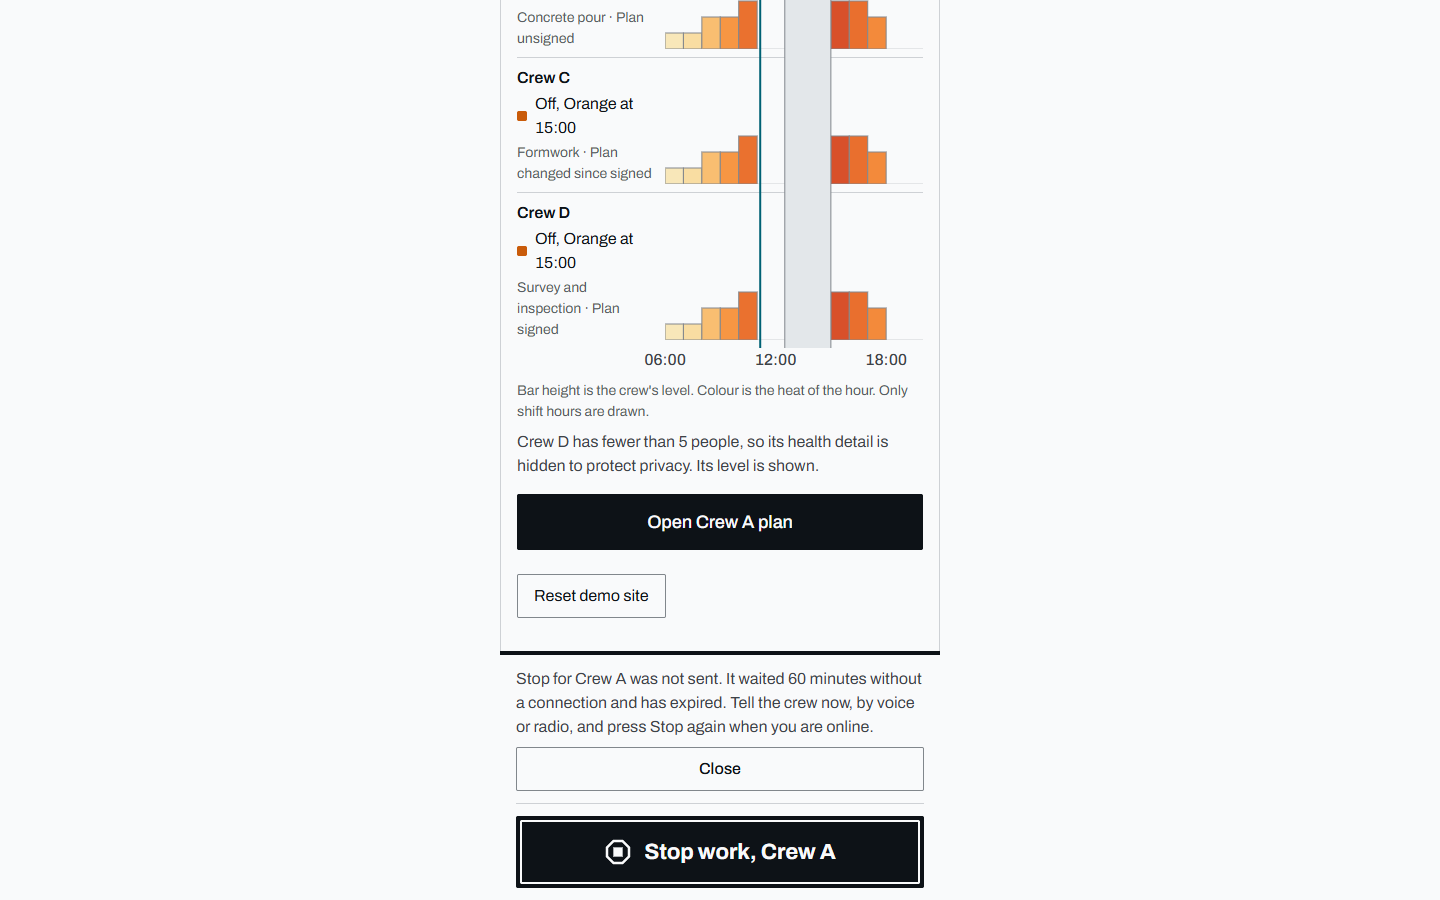 Concrete pour · Plan
unsigned
Crew C
Off, Orange at
15:00
Formwork · Plan
changed since signed
Crew D
Off, Orange at
15:00
Survey and
inspection · Plan
signed
06:00 12:00 18:00
Bar height is the crew's level. Colour is the heat of the hour. Only
shift hours are drawn.
Crew D has fewer than 5 people, so its health detail is
hidden to protect privacy. Its level is shown.
Open Crew A plan
Reset demo site
Stop for Crew A was not sent. It waited 60 minutes without
a connection and has expired. Tell the crew now, by voice
or radio, and press Stop again when you are online.
Close
Stop work, Crew A